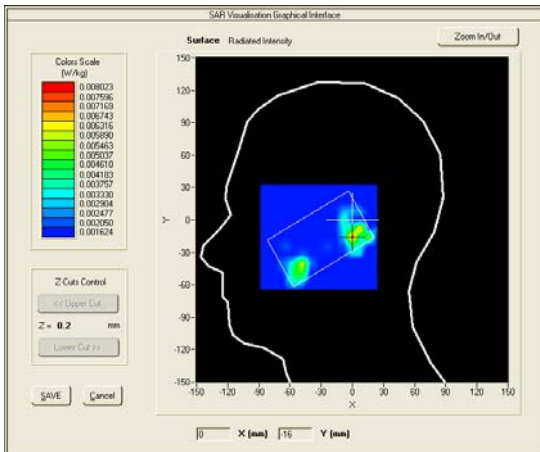 SAR Visualisation Graphical Interface
Surface Radiated Intensity
Zoom In/Out
Colors Scale
(W/kg)
0.008023
0.007596
0.007169
0.006743
0.006316
0.005890
0.005463
0.005037
0.004610
0.004183
0.003757
0.003330
0.002904
0.002477
0.002050
0.001624
Z Cuts Control
<< Upper Cut
Z = 0.2 mm
Lower Cut >>
SAVE Cancel
150
120
90
60
30
0
-30
-60
-90
-120
-150
Y
-150 -120 -90 -60 -30 0 30 60 90 120 150
X
0 X (mm) -16 Y (mm)